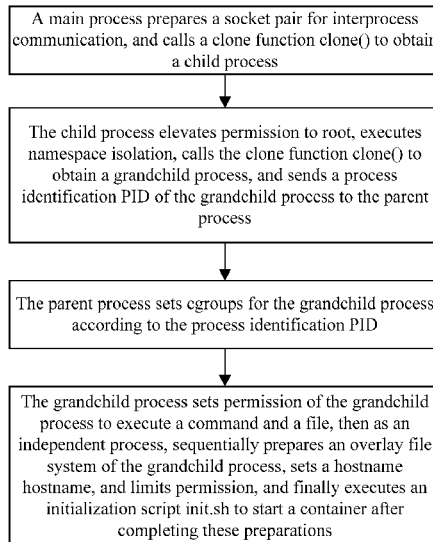 A main process prepares a socket pair for interprocess
communication, and calls a clone function clone() to obtain
a child process
The child process elevates permission to root, executes
namespace isolation, calls the clone function clone() to
obtain a grandchild process, and sends a process
identification PID of the grandchild process to the parent
process
The parent process sets cgroups for the grandchild process
according to the process identification PID
The grandchild process sets permission of the grandchild
process to execute a command and a file, then as an
independent process, sequentially prepares an overlay file
system of the grandchild process, sets a hostname
hostname, and limits permission, and finally executes an
initialization script init.sh to start a container after
completing these preparations